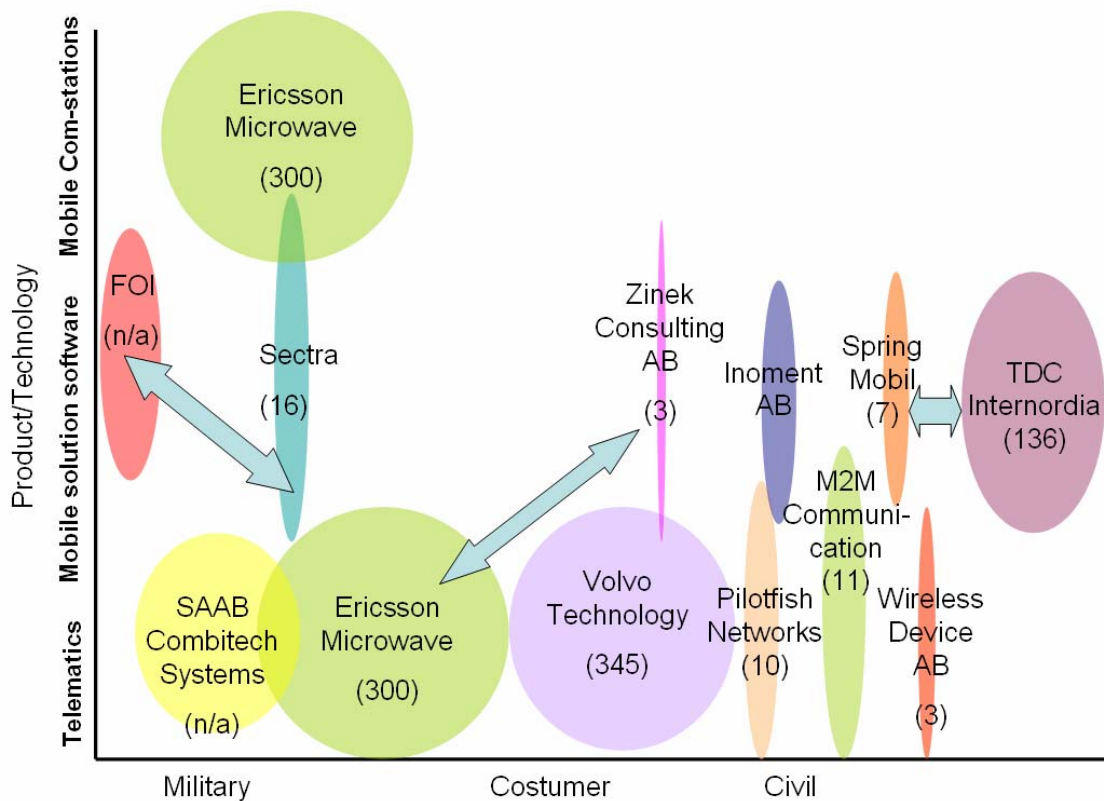 Product/Technology
Mobile Com-stations
Mobile solution software
Telematics
Ericsson
Microwave
(300)
FOI
(n/a)
Sectra
(16)
Zinek
Consulting
AB
(3)
Inoment
AB
Spring
Mobil
(7)
TDC
Internordia
(136)
SAAB
Combitech
Systems
(n/a)
Ericsson
Microwave
(300)
Volvo
Technology
(345)
Pilotfish
Networks
(10)
M2M
Communi-
cation
(11)
Wireless
Device
AB
(3)
Military
Costumer
Civil